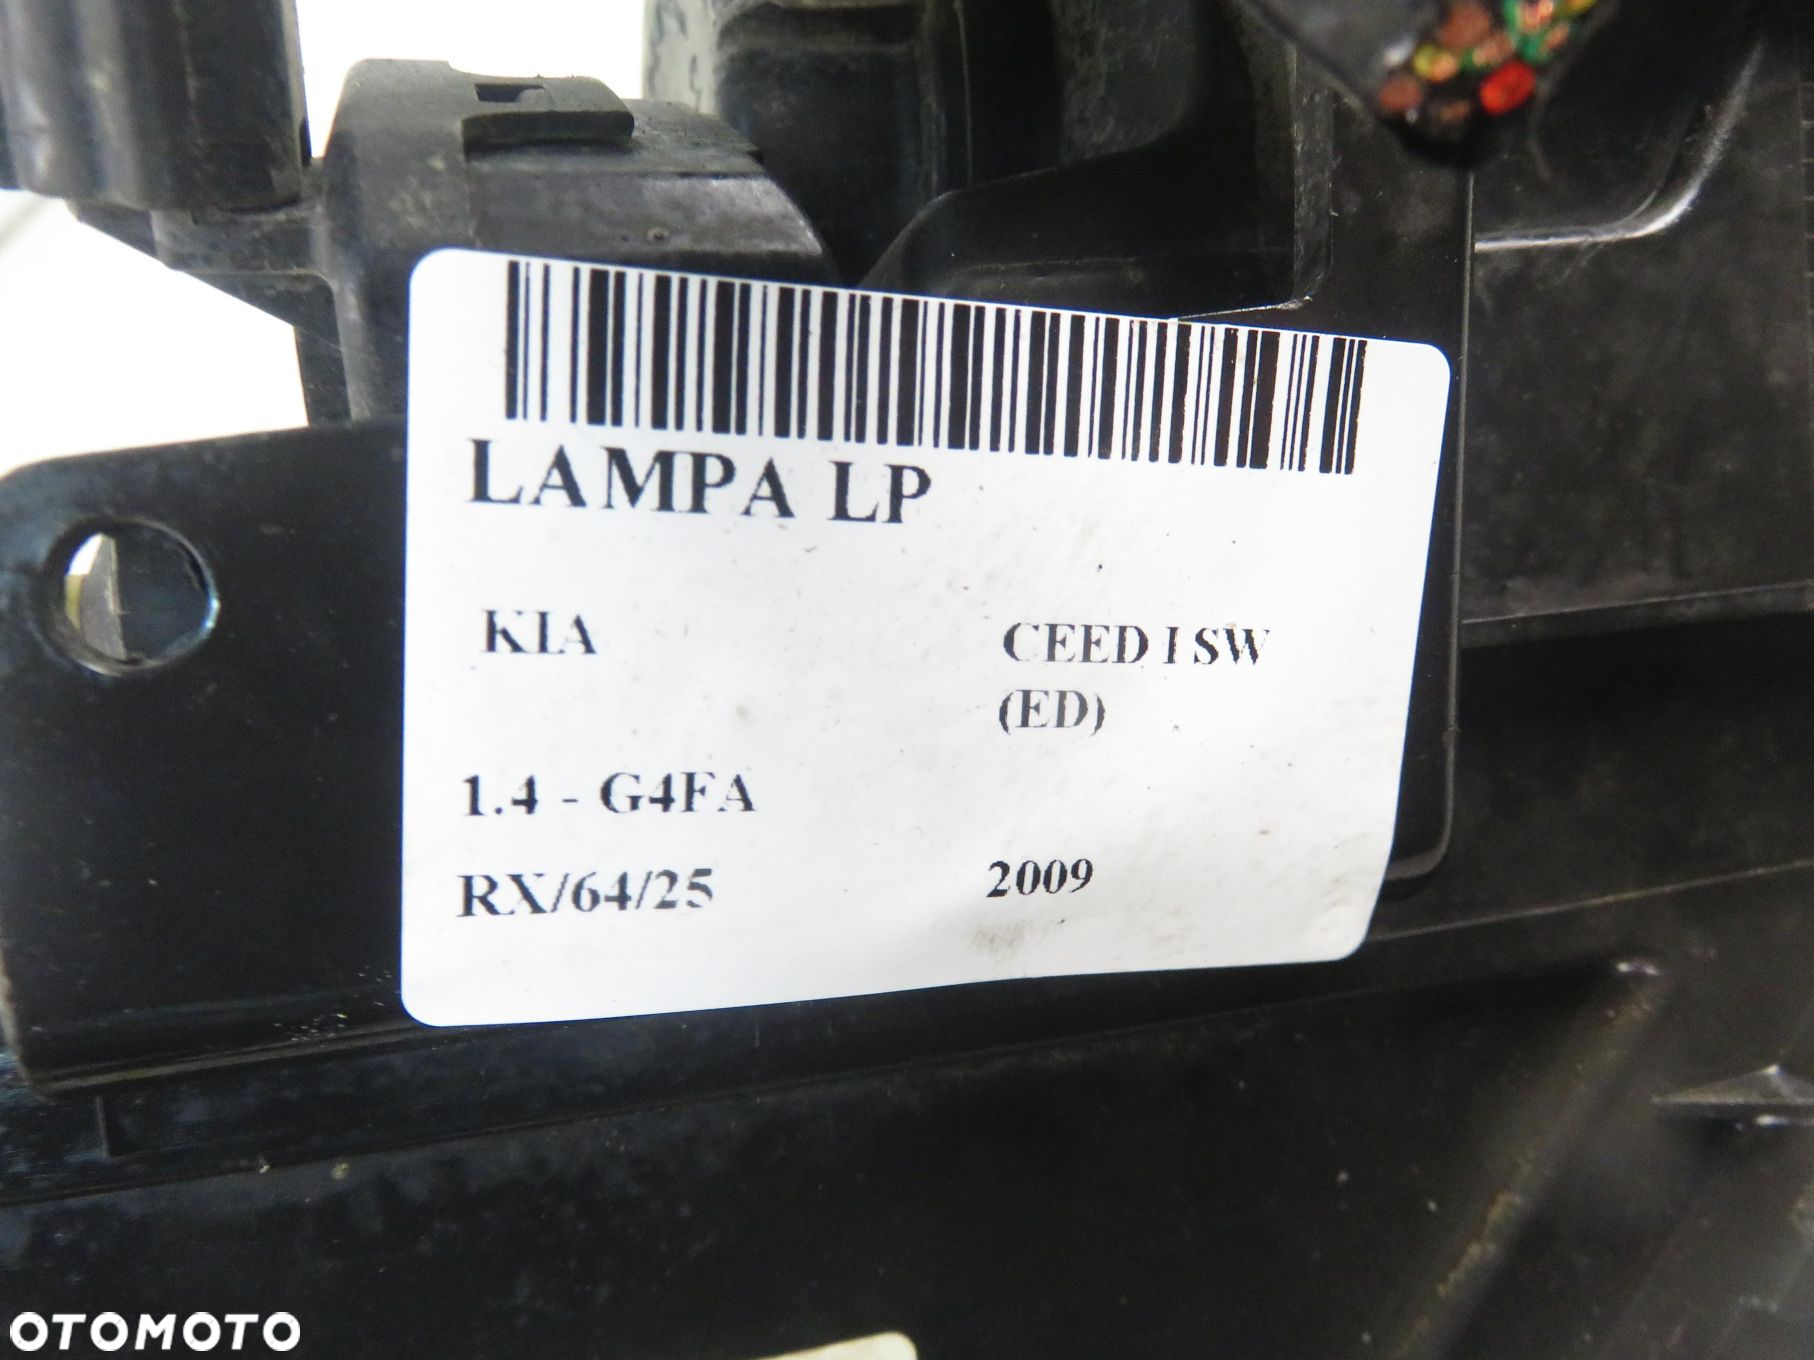 LAMPA LP
KIA CEED I SW
(ED)
1.4 - G4FA
RX/64/25 2009
OTOMOTO